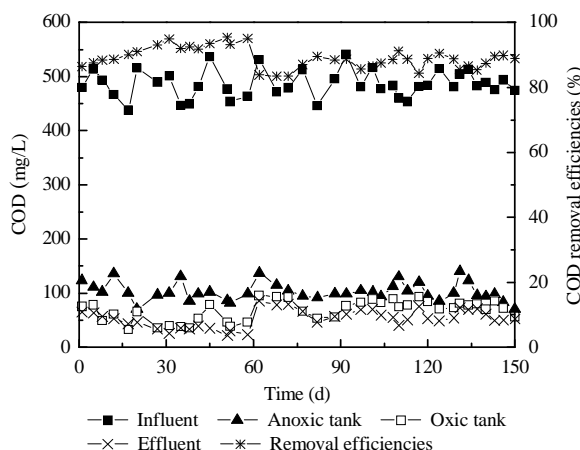 600
500
400
300
200
100
0
COD (mg/L)
100
80
60
40
20
0
COD removal efficiencies (%)
0 30 60 90 120 150
Time (d)
Influent Anoxic tank Oxic tank
Effluent Removal efficiencies